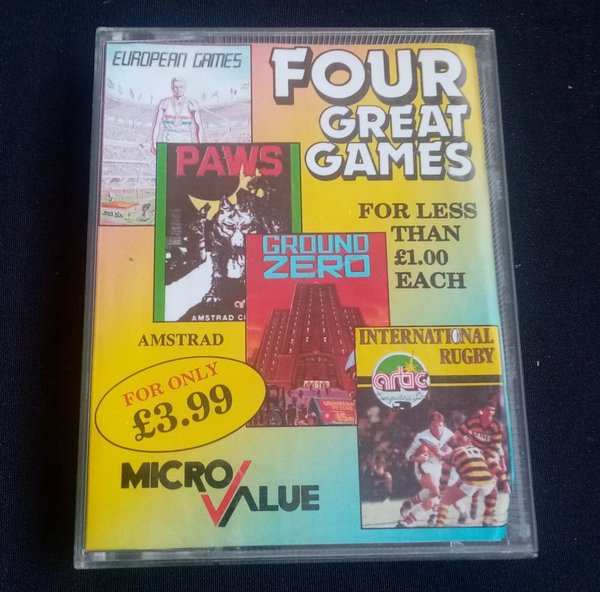 EUROPEAN GAMES
FOUR
GREAT
GAMES
PAWS
AMSTRAD
FOR LESS
THAN
£1.00
EACH
GROUND
ZERO
AMSTRAD
INTERNATIONAL
RUGBY
artic
FOR ONLY
£3.99
MICRO VALUE